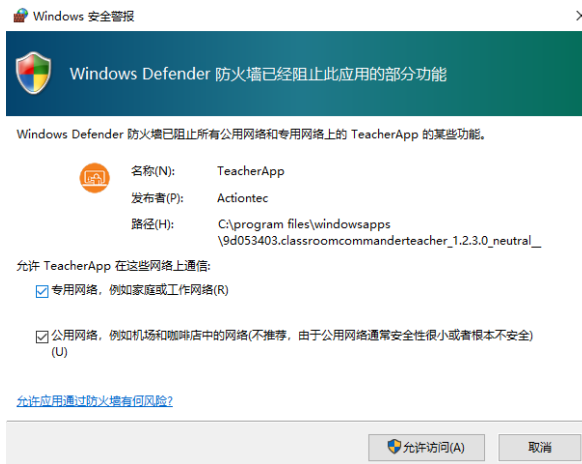 Windows 安全警报
Windows Defender 防火墙已经阻止此应用的部分功能
Windows Defender 防火墙已阻止所有公用网络和专用网络上的 TeacherApp 的某些功能。
名称(N): TeacherApp
发布者(P): Actiontec
路径(H): C:\program files\windowsapps
\9d053403.classroomcommanderteacher_1.2.3.0_neutral__
允许 TeacherApp 在这些网络上通信:
专用网络，例如家庭或工作网络(R)
公用网络，例如机场和咖啡店中的网络(不推荐，由于公用网络通常安全性很小或者根本不安全)
(U)
允许应用通过防火墙有何风险?
允许访问(A) 取消